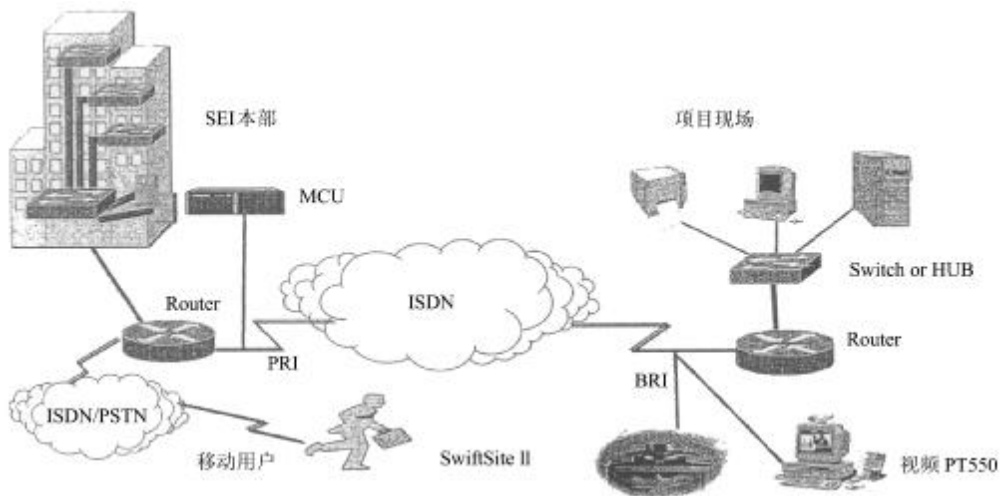 SEI本部
项目现场
MCU
Switch or HUB
ISDN
Router
Router
PRI
BRI
ISDN/PSTN
移动用户
SwiftSite II
视频 PT550